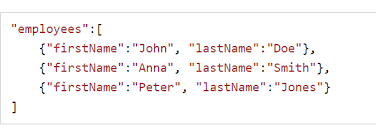 "employees":[
    {"firstName":"John", "lastName":"Doe"},
    {"firstName":"Anna", "lastName":"Smith"},
    {"firstName":"Peter", "lastName":"Jones"}
]